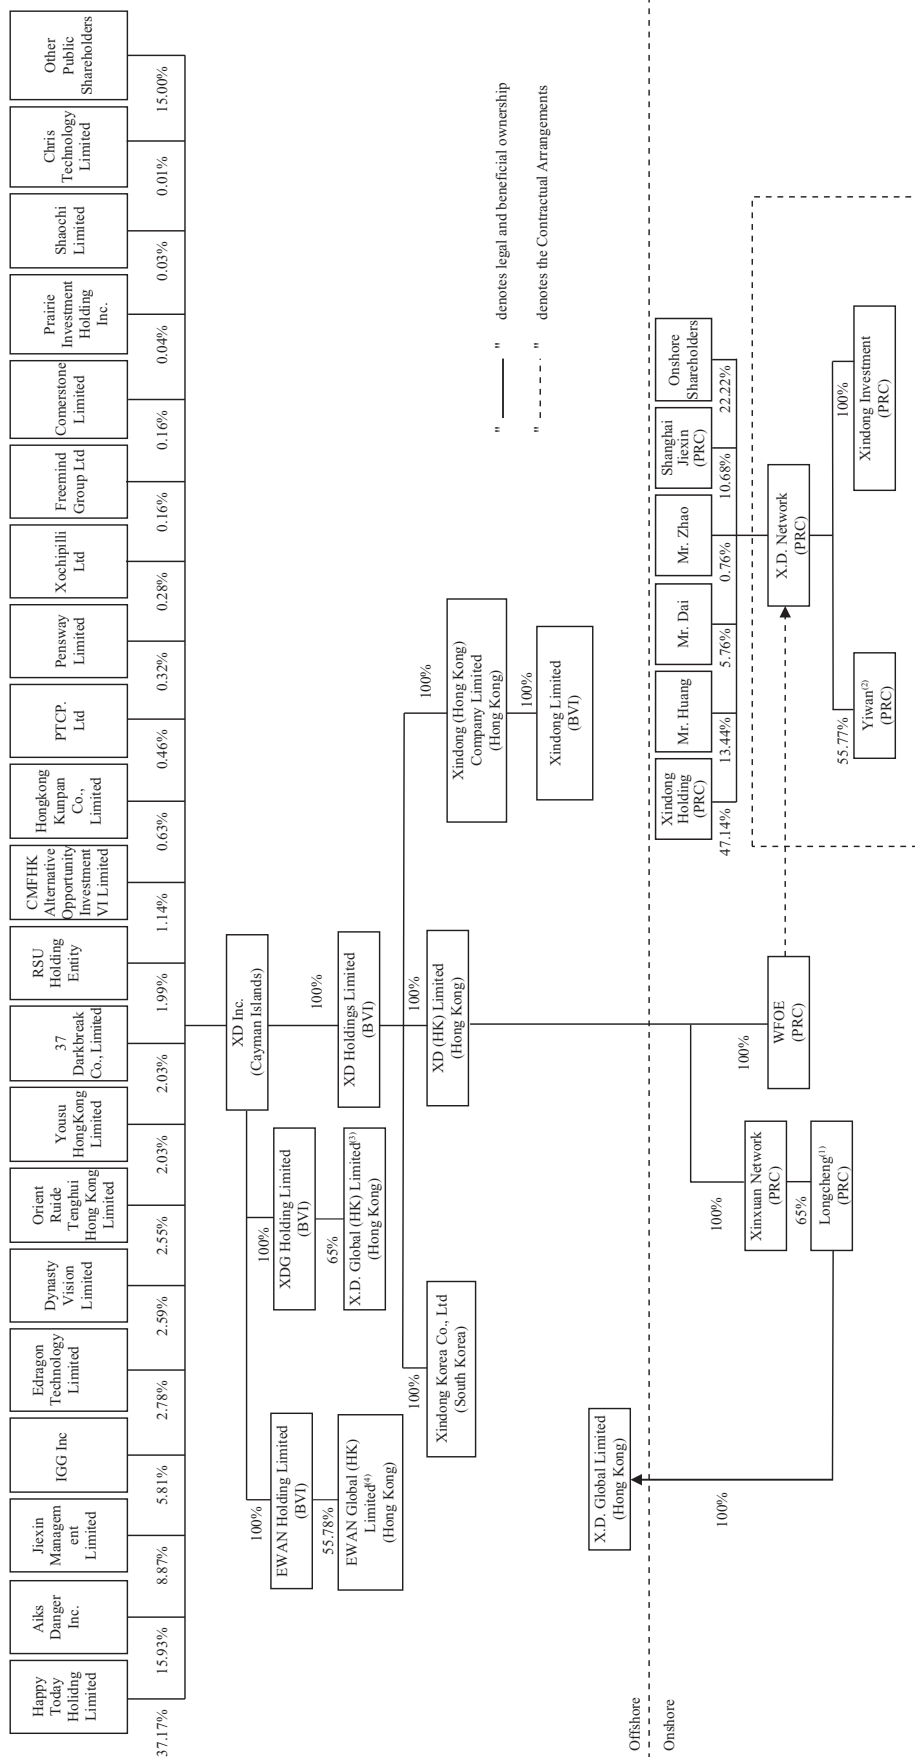 Happy
Today
Holidng
Limited
Aiks
Danger
Inc.
Jiexin
Managem
ent
Limited
IGG Inc
Edragon
Technology
Limited
Dynasty
Vision
Limited
Orient
Ruide
Tenghui
Hong Kong
Limited
Yousu
HongKong
Limited
37
Darkbreak
Co., Limited
RSU
Holding
Entity
CMFHK
Alternative
Opportunity
Investment
VI Limited
Hongkong
Kunpan
Co.,
Limited
PTCP.
Ltd
Pensway
Limited
Xochipilli
Ltd
Freemind
Group Ltd
Cornerstone
Limited
Prairie
Investment
Holding
Inc.
Shaochi
Limited
Chris
Technology
Limited
Other
Public
Shareholders
37.17%
15.93%
8.87%
5.81%
2.78%
2.59%
2.55%
2.03%
2.03%
1.99%
1.14%
0.63%
0.46%
0.32%
0.28%
0.16%
0.16%
0.04%
0.03%
0.01%
15.00%
XD Inc.
(Cayman Islands)
100%
100%
100%
EWAN Holding Limited
(BVI)
XDG Holding Limited
(BVI)
XD Holdings Limited
(BVI)
55.78%
65%
EWAN Global (HK)
Limited(4)
(Hong Kong)
X.D. Global (HK) Limited(3)
(Hong Kong)
100%
100%
100%
Xindong Korea Co., Ltd
(South Korea)
XD (HK) Limited
(Hong Kong)
Xindong (Hong Kong)
Company Limited
(Hong Kong)
100%
Xindong Limited
(BVI)
" " denotes legal and beneficial ownership
" " denotes the Contractual Arrangements
X.D. Global Limited
(Hong Kong)
Offshore
Onshore
100%
100%
100%
Xinxuan Network
(PRC)
65%
Longcheng(1)
(PRC)
WFOE
(PRC)
Xindong
Holding
(PRC)
Mr. Huang
Mr. Dai
Mr. Zhao
Shanghai
Jiexin
(PRC)
Onshore
Shareholders
47.14%
13.44%
5.76%
0.76%
10.68%
22.22%
X.D. Network
(PRC)
55.77%
100%
Yiwan(2)
(PRC)
Xindong Investment
(PRC)